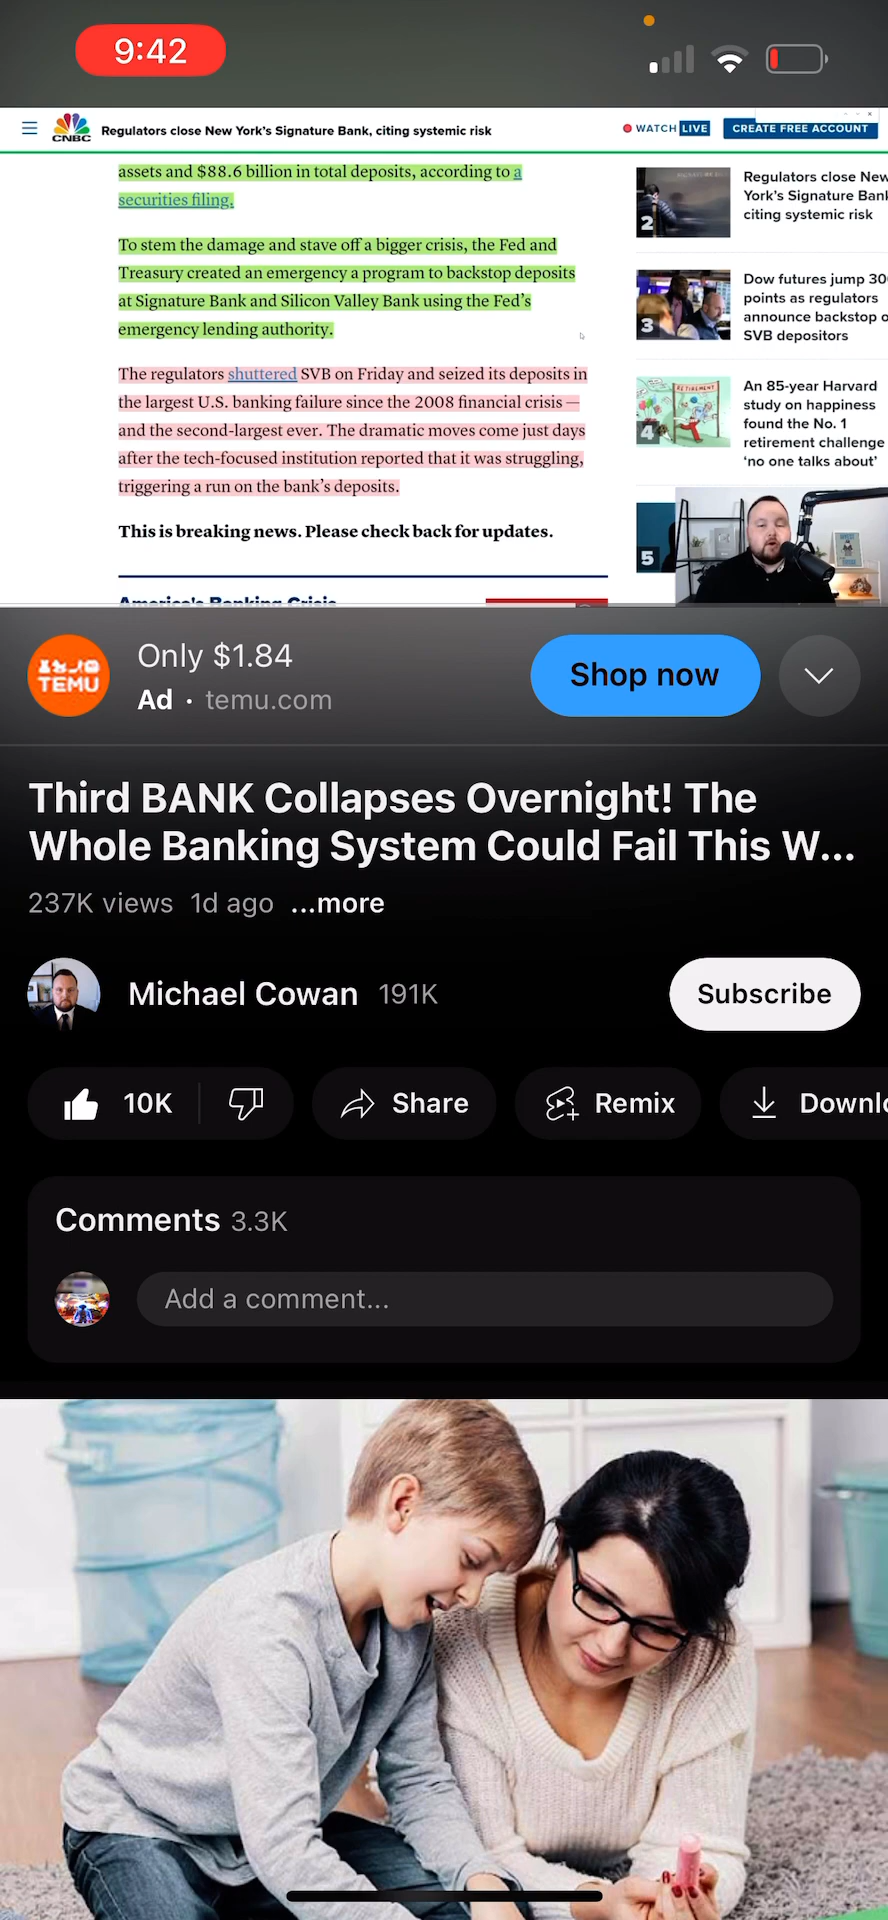 9:42
CNBC
Regulators close New York's Signature Bank, citing systemic risk
WATCH LIVE
CREATE FREE ACCOUNT
assets and $88.6 billion in total deposits, according to a
securities filing.
To stem the damage and stave off a bigger crisis, the Fed and
Treasury created an emergency a program to backstop deposits
at Signature Bank and Silicon Valley Bank using the Fed's
emergency lending authority.
The regulators shuttered SVB on Friday and seized its deposits in
the largest U.S. banking failure since the 2008 financial crisis —
and the second-largest ever. The dramatic moves come just days
after the tech-focused institution reported that it was struggling,
triggering a run on the bank's deposits.
This is breaking news. Please check back for updates.
America's Banking Crisis
2
Regulators close New
York's Signature Bank
citing systemic risk
3
Dow futures jump 30
points as regulators
announce backstop o
SVB depositors
RETIREMENT
4
An 85-year Harvard
study on happiness
found the No. 1
retirement challenge
'no one talks about'
5
TEMU
Only $1.84
Ad · temu.com
Shop now
Third BANK Collapses Overnight! The
Whole Banking System Could Fail This W...
237K views 1d ago ...more
Michael Cowan 191K
Subscribe
10K
Share
Remix
Downlo
Comments 3.3K
Add a comment...